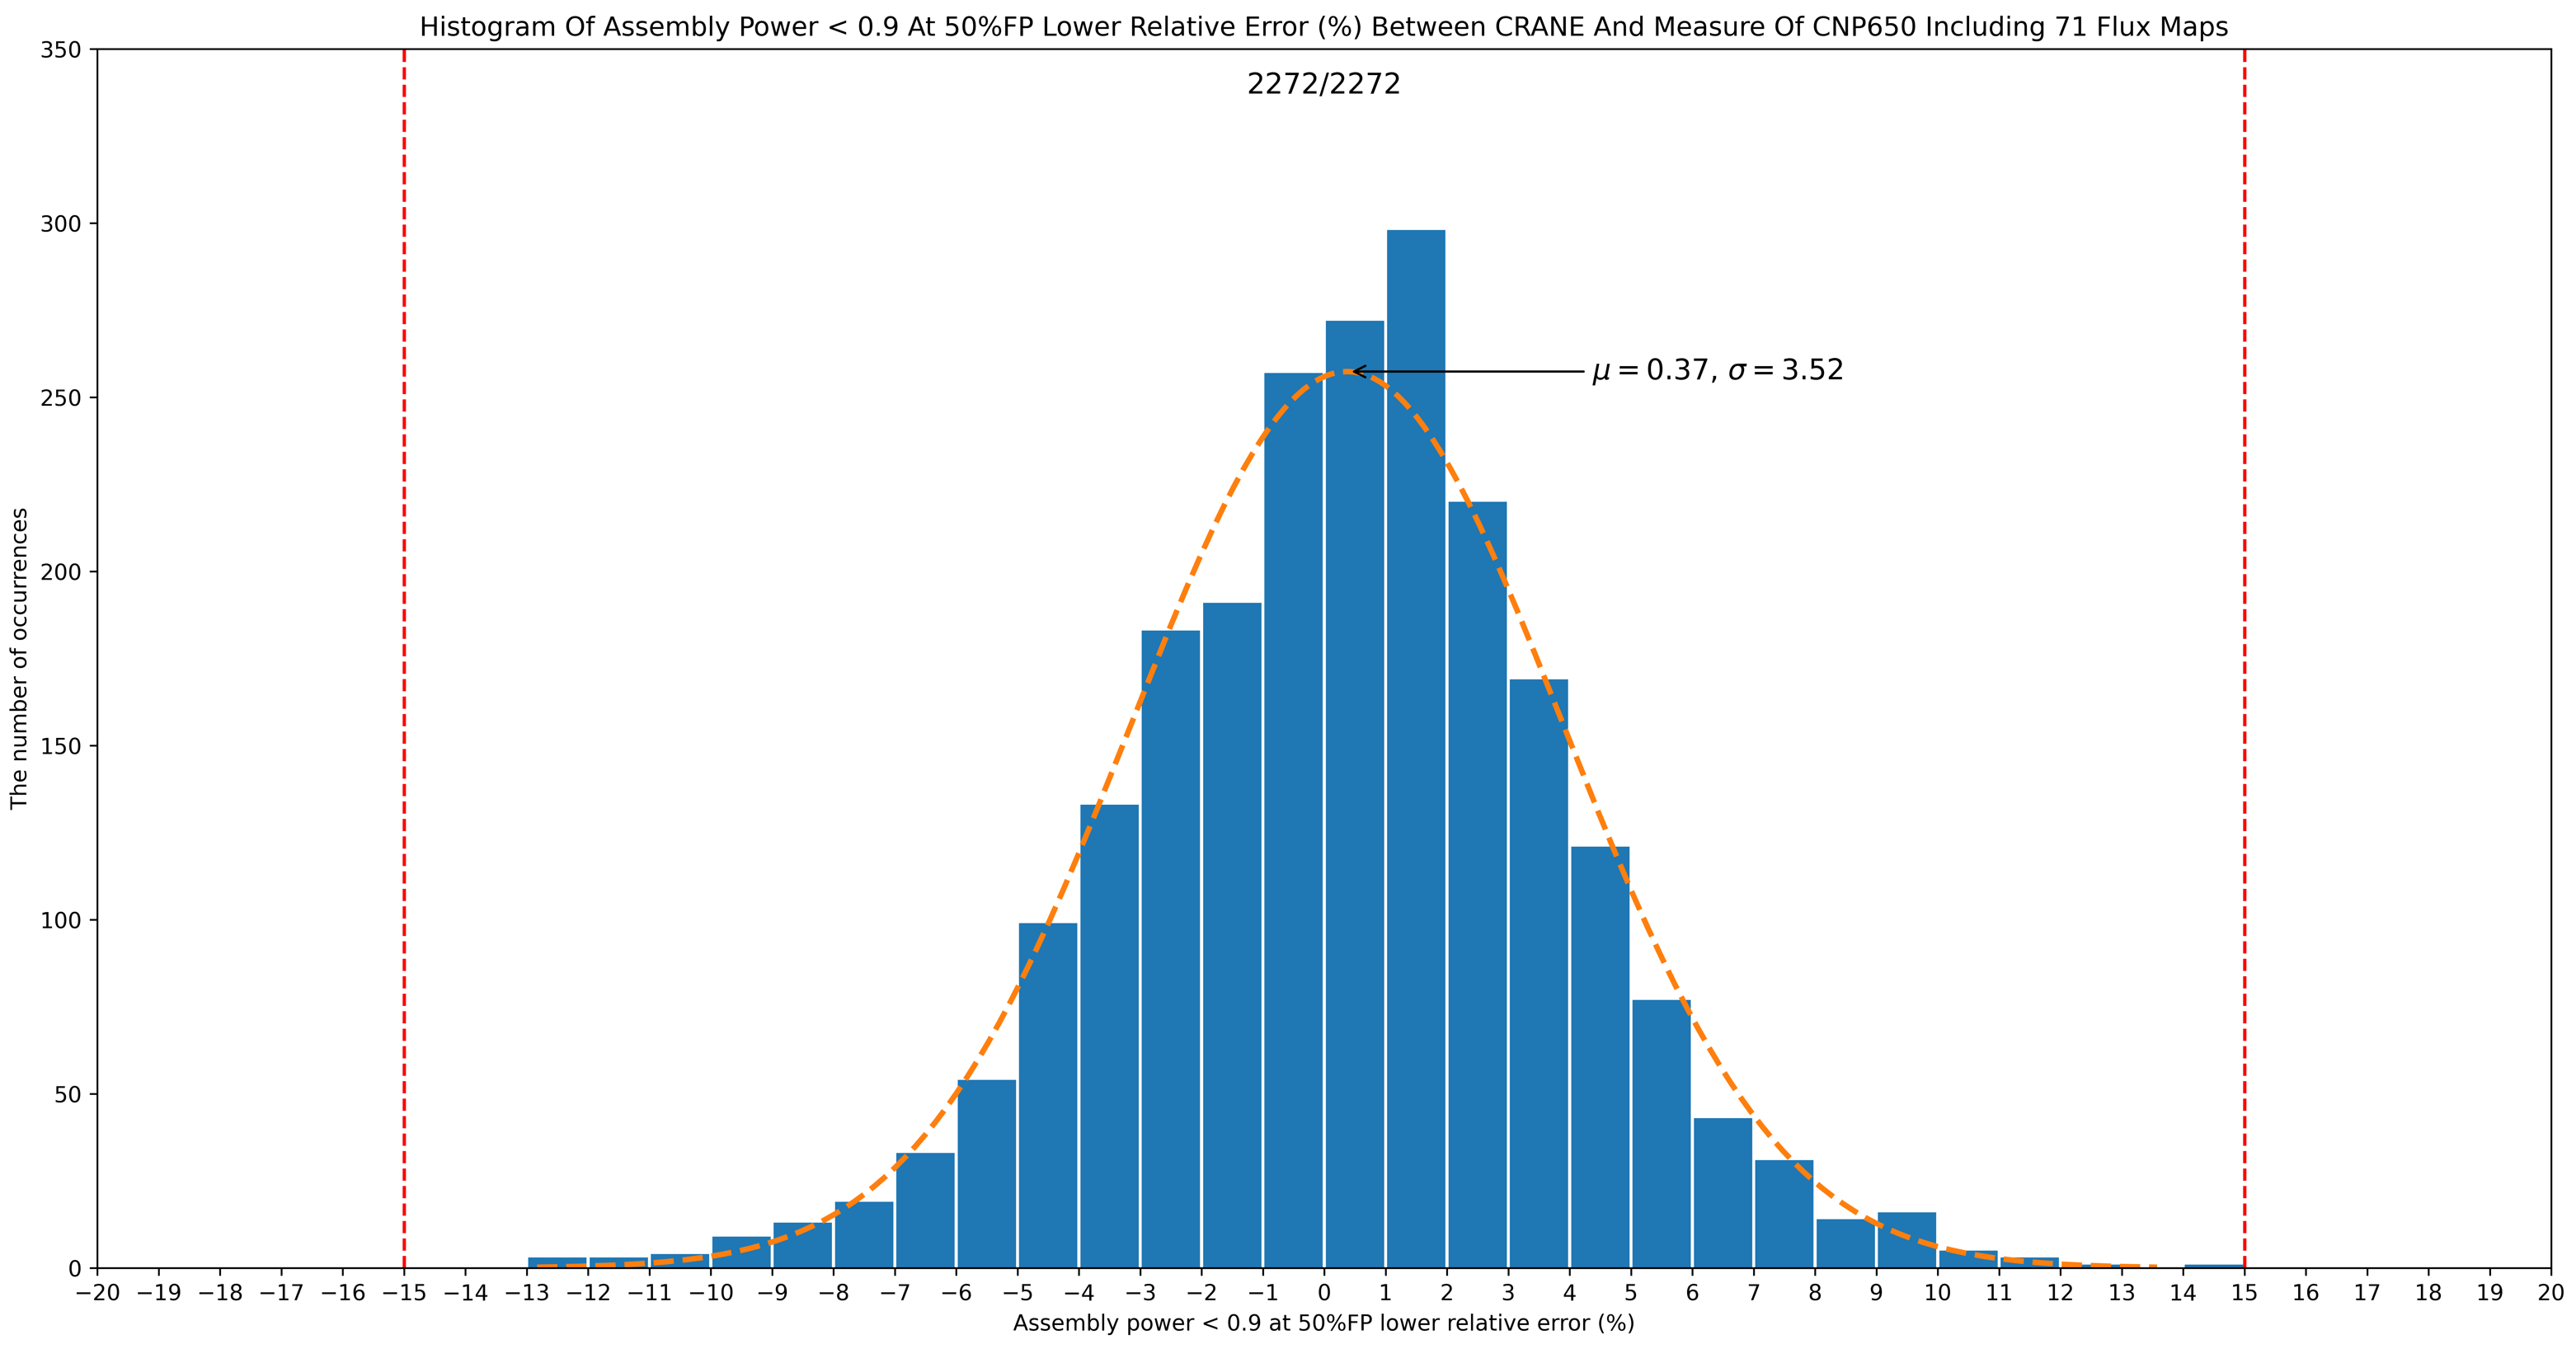 Histogram Of Assembly Power < 0.9 At 50%FP Lower Relative Error (%) Between CRANE And Measure Of CNP650 Including 71 Flux Maps
2272/2272
μ = 0.37, σ = 3.52
The number of occurrences
350
300
250
200
150
100
50
0
−20 −19 −18 −17 −16 −15 −14 −13 −12 −11 −10 −9 −8 −7 −6 −5 −4 −3 −2 −1 0 1 2 3 4 5 6 7 8 9 10 11 12 13 14 15 16 17 18 19 20
Assembly power < 0.9 at 50%FP lower relative error (%)